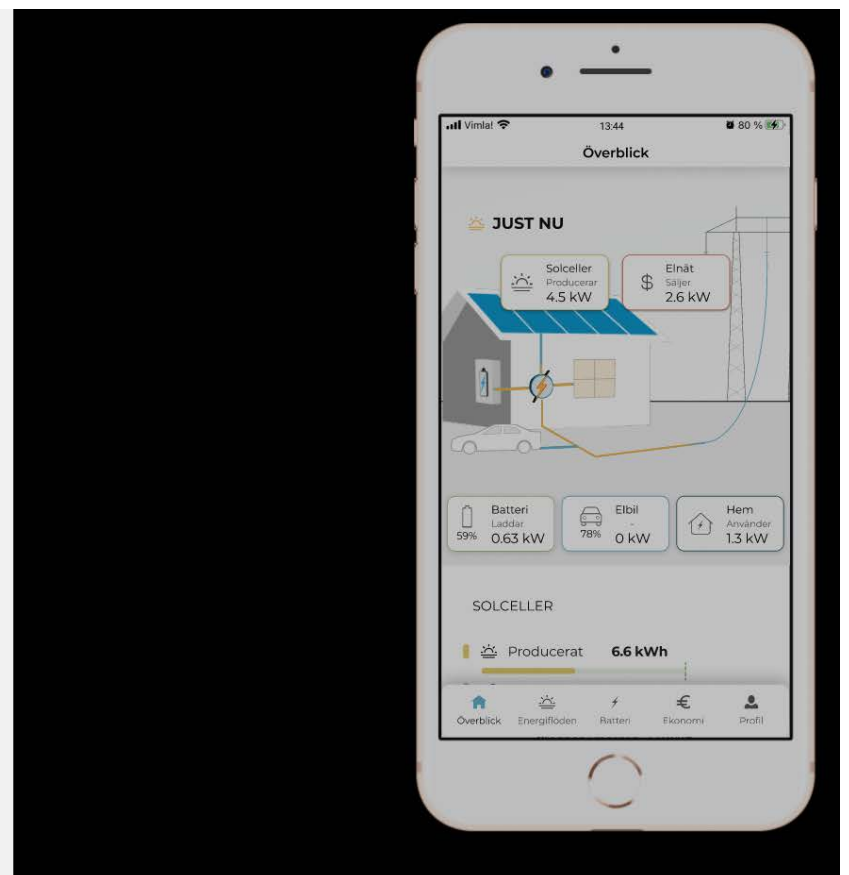 Vimla!
13:44
80 %
Överblick
JUST NU
Solceller
Producerar
4.5 kW
Elnät
Säljer
2.6 kW
Batteri
Laddar
59%
0.63 kW
Elbil
-
78%
0 kW
Hem
Använder
1.3 kW
SOLCELLER
Producerat 6.6 kWh
Överblick Energiflöden Batteri Ekonomi Profil